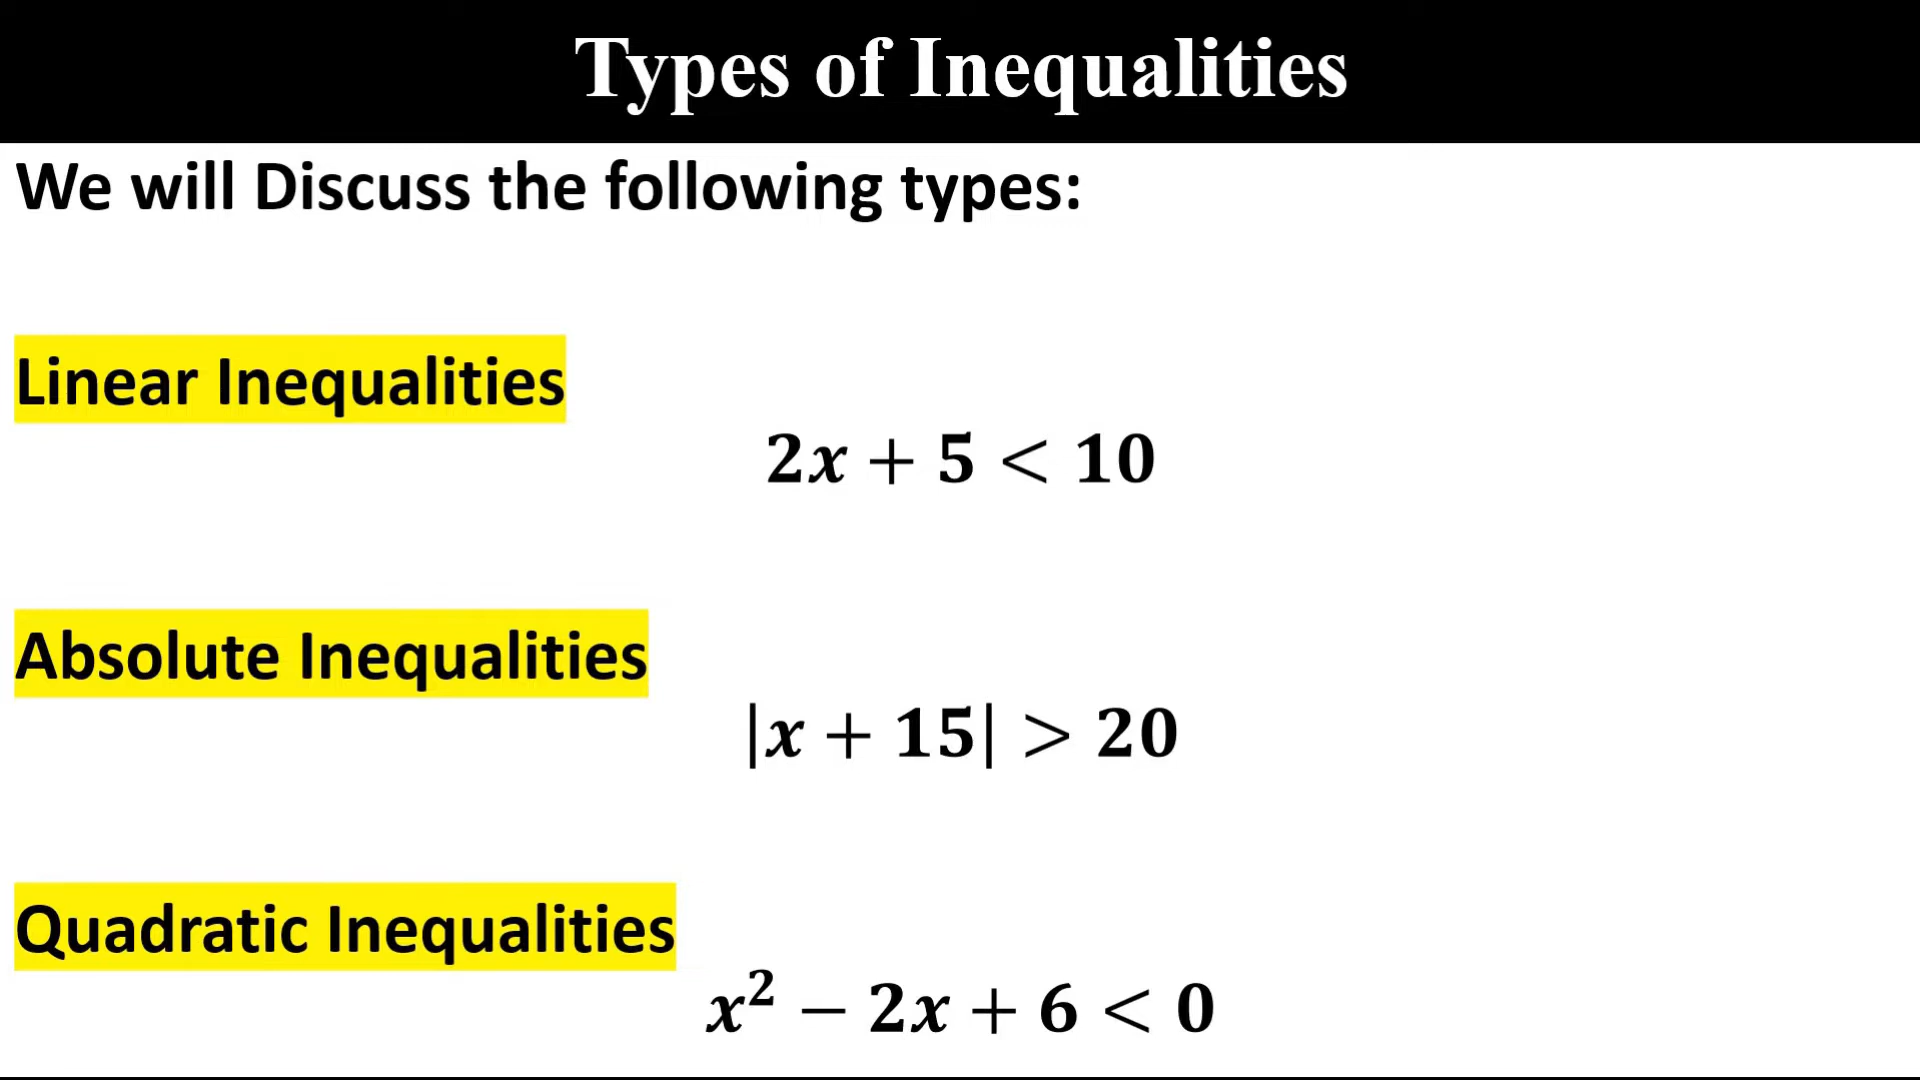 Types of Inequalities
We will Discuss the following types:
Linear Inequalities
2x + 5 < 10
Absolute Inequalities
|x + 15| > 20
Quadratic Inequalities
x² − 2x + 6 < 0